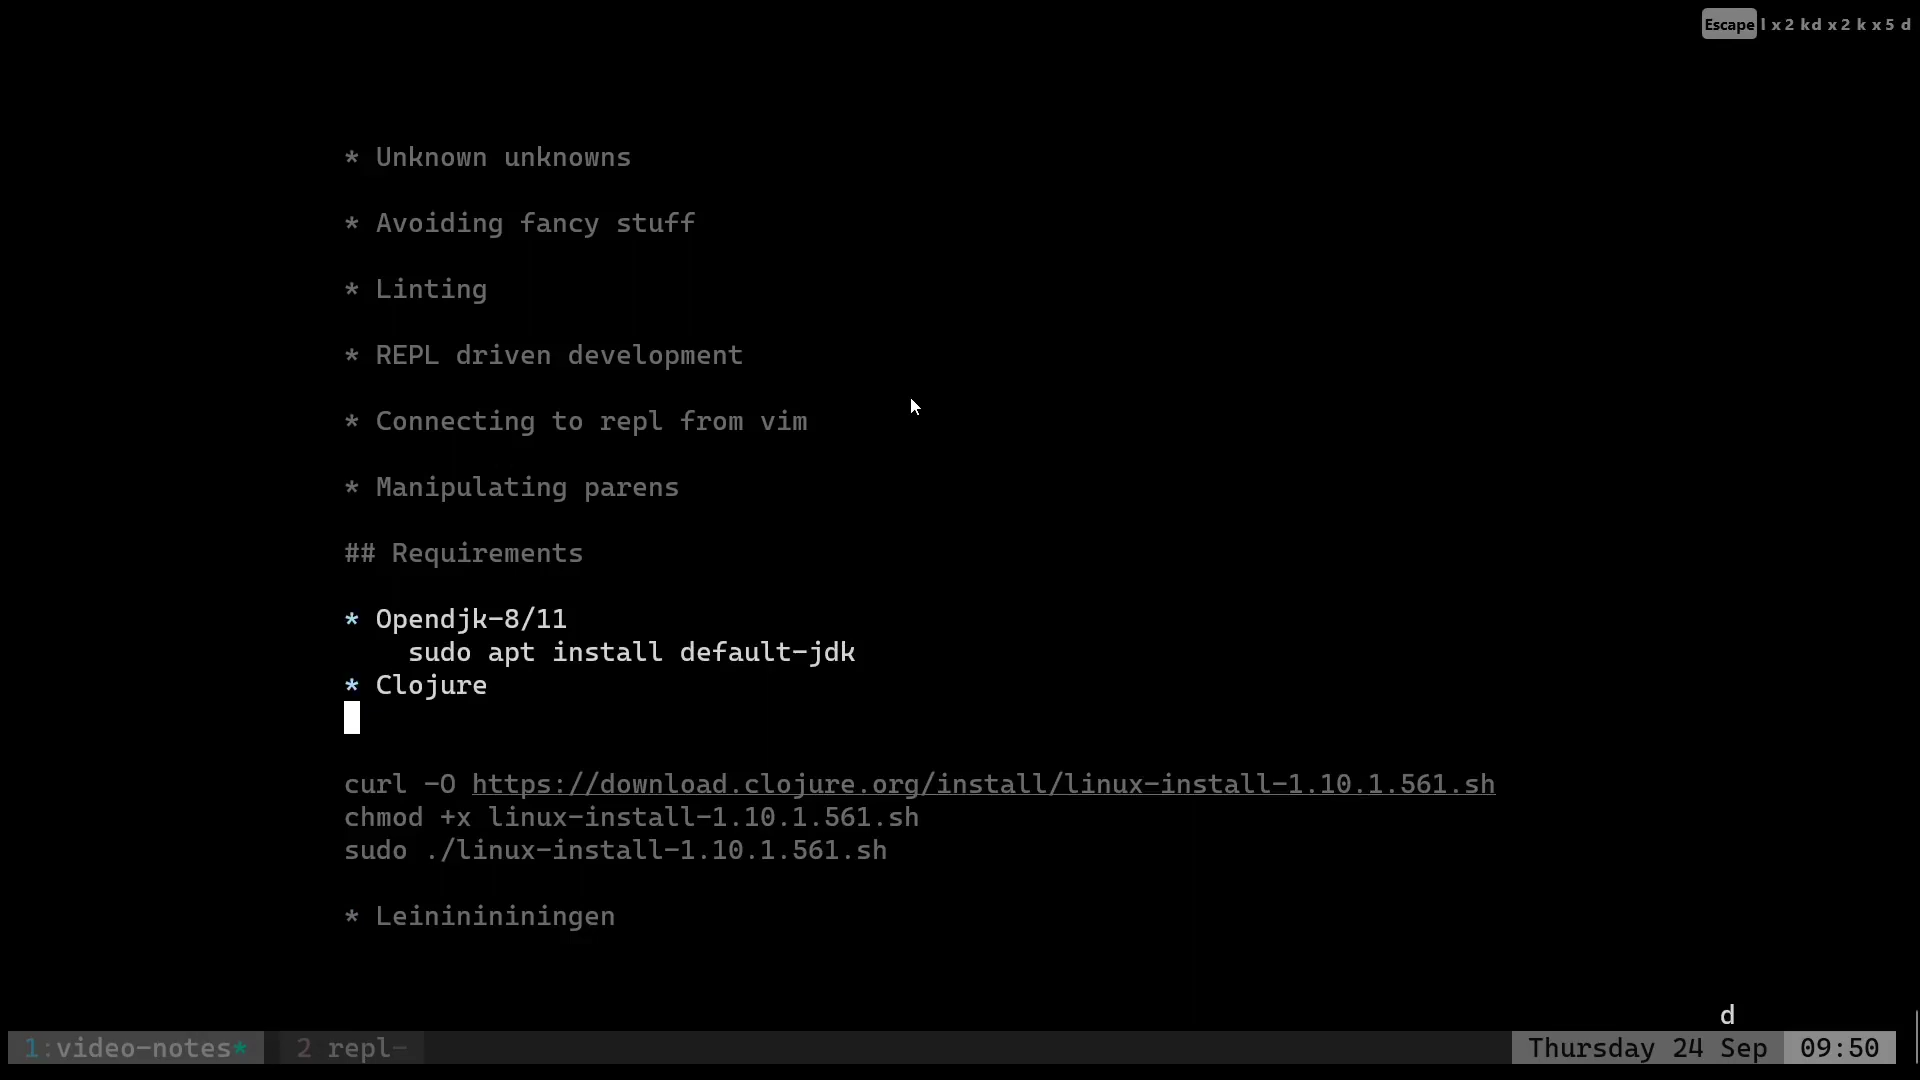 Escape l x 2 kd x 2 k x 5 d
* Unknown unknowns
* Avoiding fancy stuff
* Linting
* REPL driven development
* Connecting to repl from vim
* Manipulating parens
## Requirements
* Opendjk-8/11
sudo apt install default-jdk
* Clojure
curl -O https://download.clojure.org/install/linux-install-1.10.1.561.sh
chmod +x linux-install-1.10.1.561.sh
sudo ./linux-install-1.10.1.561.sh
* Leininininingen
d
1:video-notes* 2 repl- Thursday 24 Sep 09:50